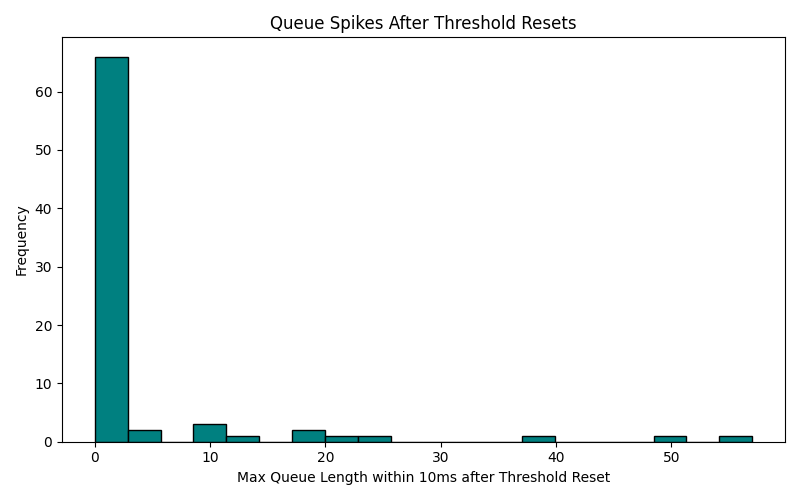 Queue Spikes After Threshold Resets
Frequency
60
50
40
30
20
10
0
0 10 20 30 40 50
Max Queue Length within 10ms after Threshold Reset